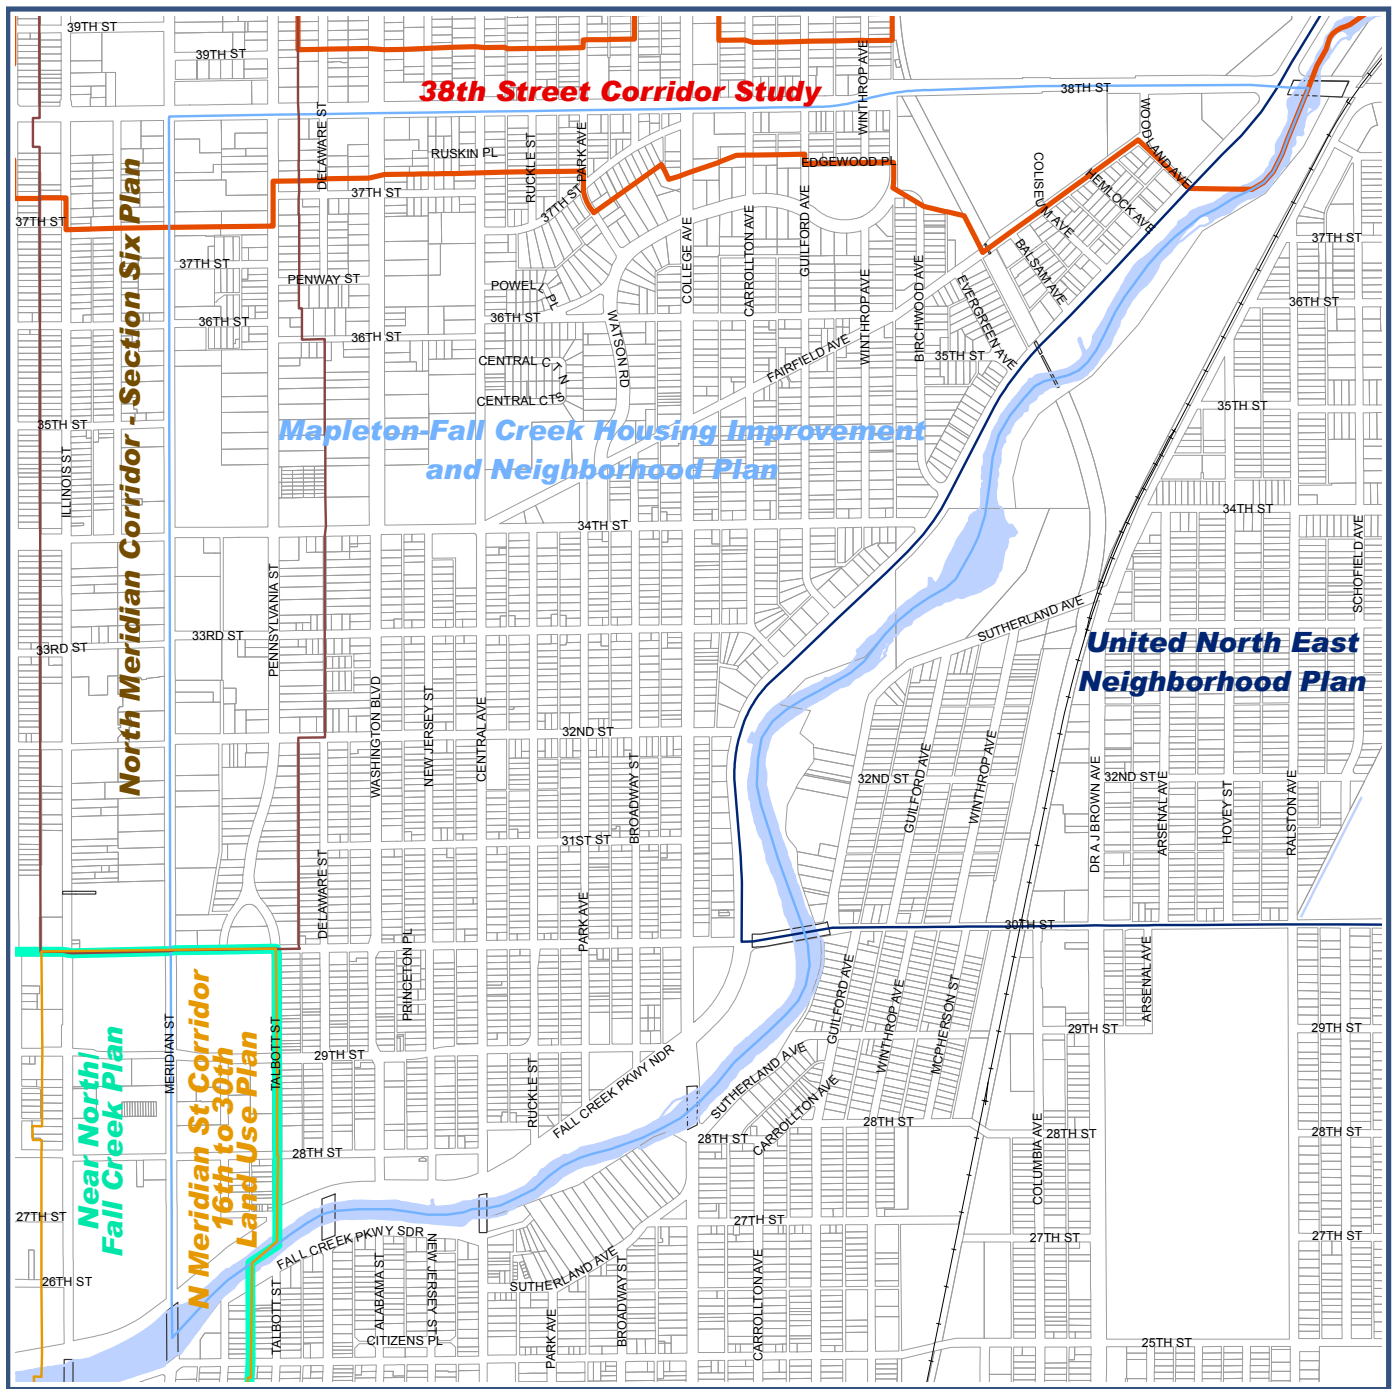 39TH ST
39TH ST
38th Street Corridor Study
38TH ST
WINTHROP AVE
WOODLAND AVE
DELAWARE ST
RUSKIN PL
RUCKLE ST
PARK AVE
EDGEWOOD PL
COLISEUM AVE
HEMLOCK AVE
37TH ST
37TH ST
37TH ST
37TH ST
37TH ST
North Meridian Corridor - Section Six Plan
COLLEGE AVE
CARROLLTON AVE
GUILFORD AVE
BALSAM AVE
PENWAY ST
POWELL PL
WINTHROP AVE
BIRCHWOOD AVE
EVERGREEN AVE
36TH ST
36TH ST
36TH ST
36TH ST
WATSON RD
FAIRFIELD AVE
35TH ST
CENTRAL CT N
CENTRAL CT S
35TH ST
35TH ST
ILLINOIS ST
Mapleton-Fall Creek Housing Improvement
and Neighborhood Plan
34TH ST
34TH ST
SCHOFIELD AVE
PENNSYLVANIA ST
33RD ST
33RD ST
SUTHERLAND AVE
United North East
Neighborhood Plan
WASHINGTON BLVD
NEW JERSEY ST
CENTRAL AVE
32ND ST
BROADWAY ST
32ND ST
GUILFORD AVE
WINTHROP AVE
DR A J BROWN AVE
32ND ST
ARSENAL AVE
HOVEY ST
RALSTON AVE
31ST ST
DELAWARE ST
PARK AVE
30TH ST
PRINCETON PL
GUILFORD AVE
WINTHROP AVE
MCPHERSON ST
ARSENAL AVE
Near North/
Fall Creek Plan
MERIDIAN ST
N Meridian St Corridor
16th to 30th
Land Use Plan
TALBOTT ST
29TH ST
29TH ST
29TH ST
RUCKLE ST
FALL CREEK PKWY NDR
SUTHERLAND AVE
CARROLLTON AVE
28TH ST
28TH ST
28TH ST
28TH ST
28TH ST
COLUMBIA AVE
27TH ST
27TH ST
27TH ST
27TH ST
FALL CREEK PKWY SDR
26TH ST
TALBOTT ST
ALABAMA ST
NEW JERSEY ST
CITIZENS PL
SUTHERLAND AVE
PARK AVE
BROADWAY ST
CARROLLTON AVE
25TH ST